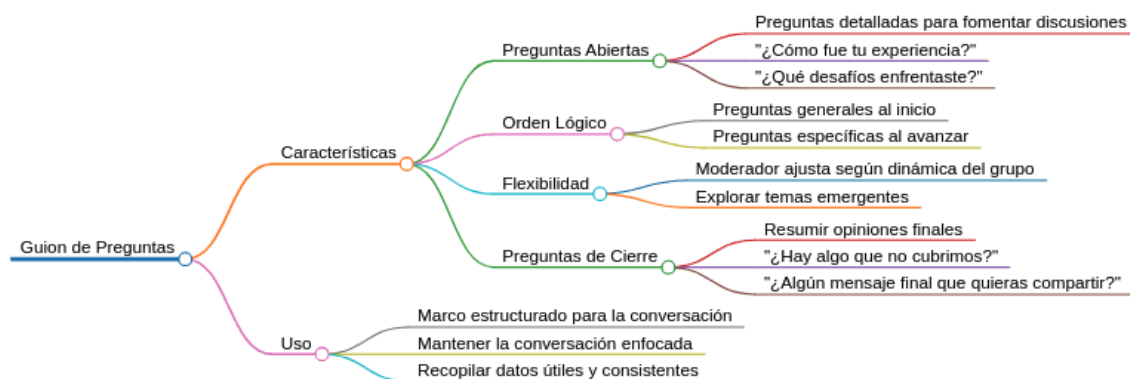 Guion de Preguntas
Características
Preguntas Abiertas
Preguntas detalladas para fomentar discusiones
"¿Cómo fue tu experiencia?"
"¿Qué desafíos enfrentaste?"
Orden Lógico
Preguntas generales al inicio
Preguntas específicas al avanzar
Flexibilidad
Moderador ajusta según dinámica del grupo
Explorar temas emergentes
Preguntas de Cierre
Resumir opiniones finales
"¿Hay algo que no cubrimos?"
"¿Algún mensaje final que quieras compartir?"
Uso
Marco estructurado para la conversación
Mantener la conversación enfocada
Recopilar datos útiles y consistentes